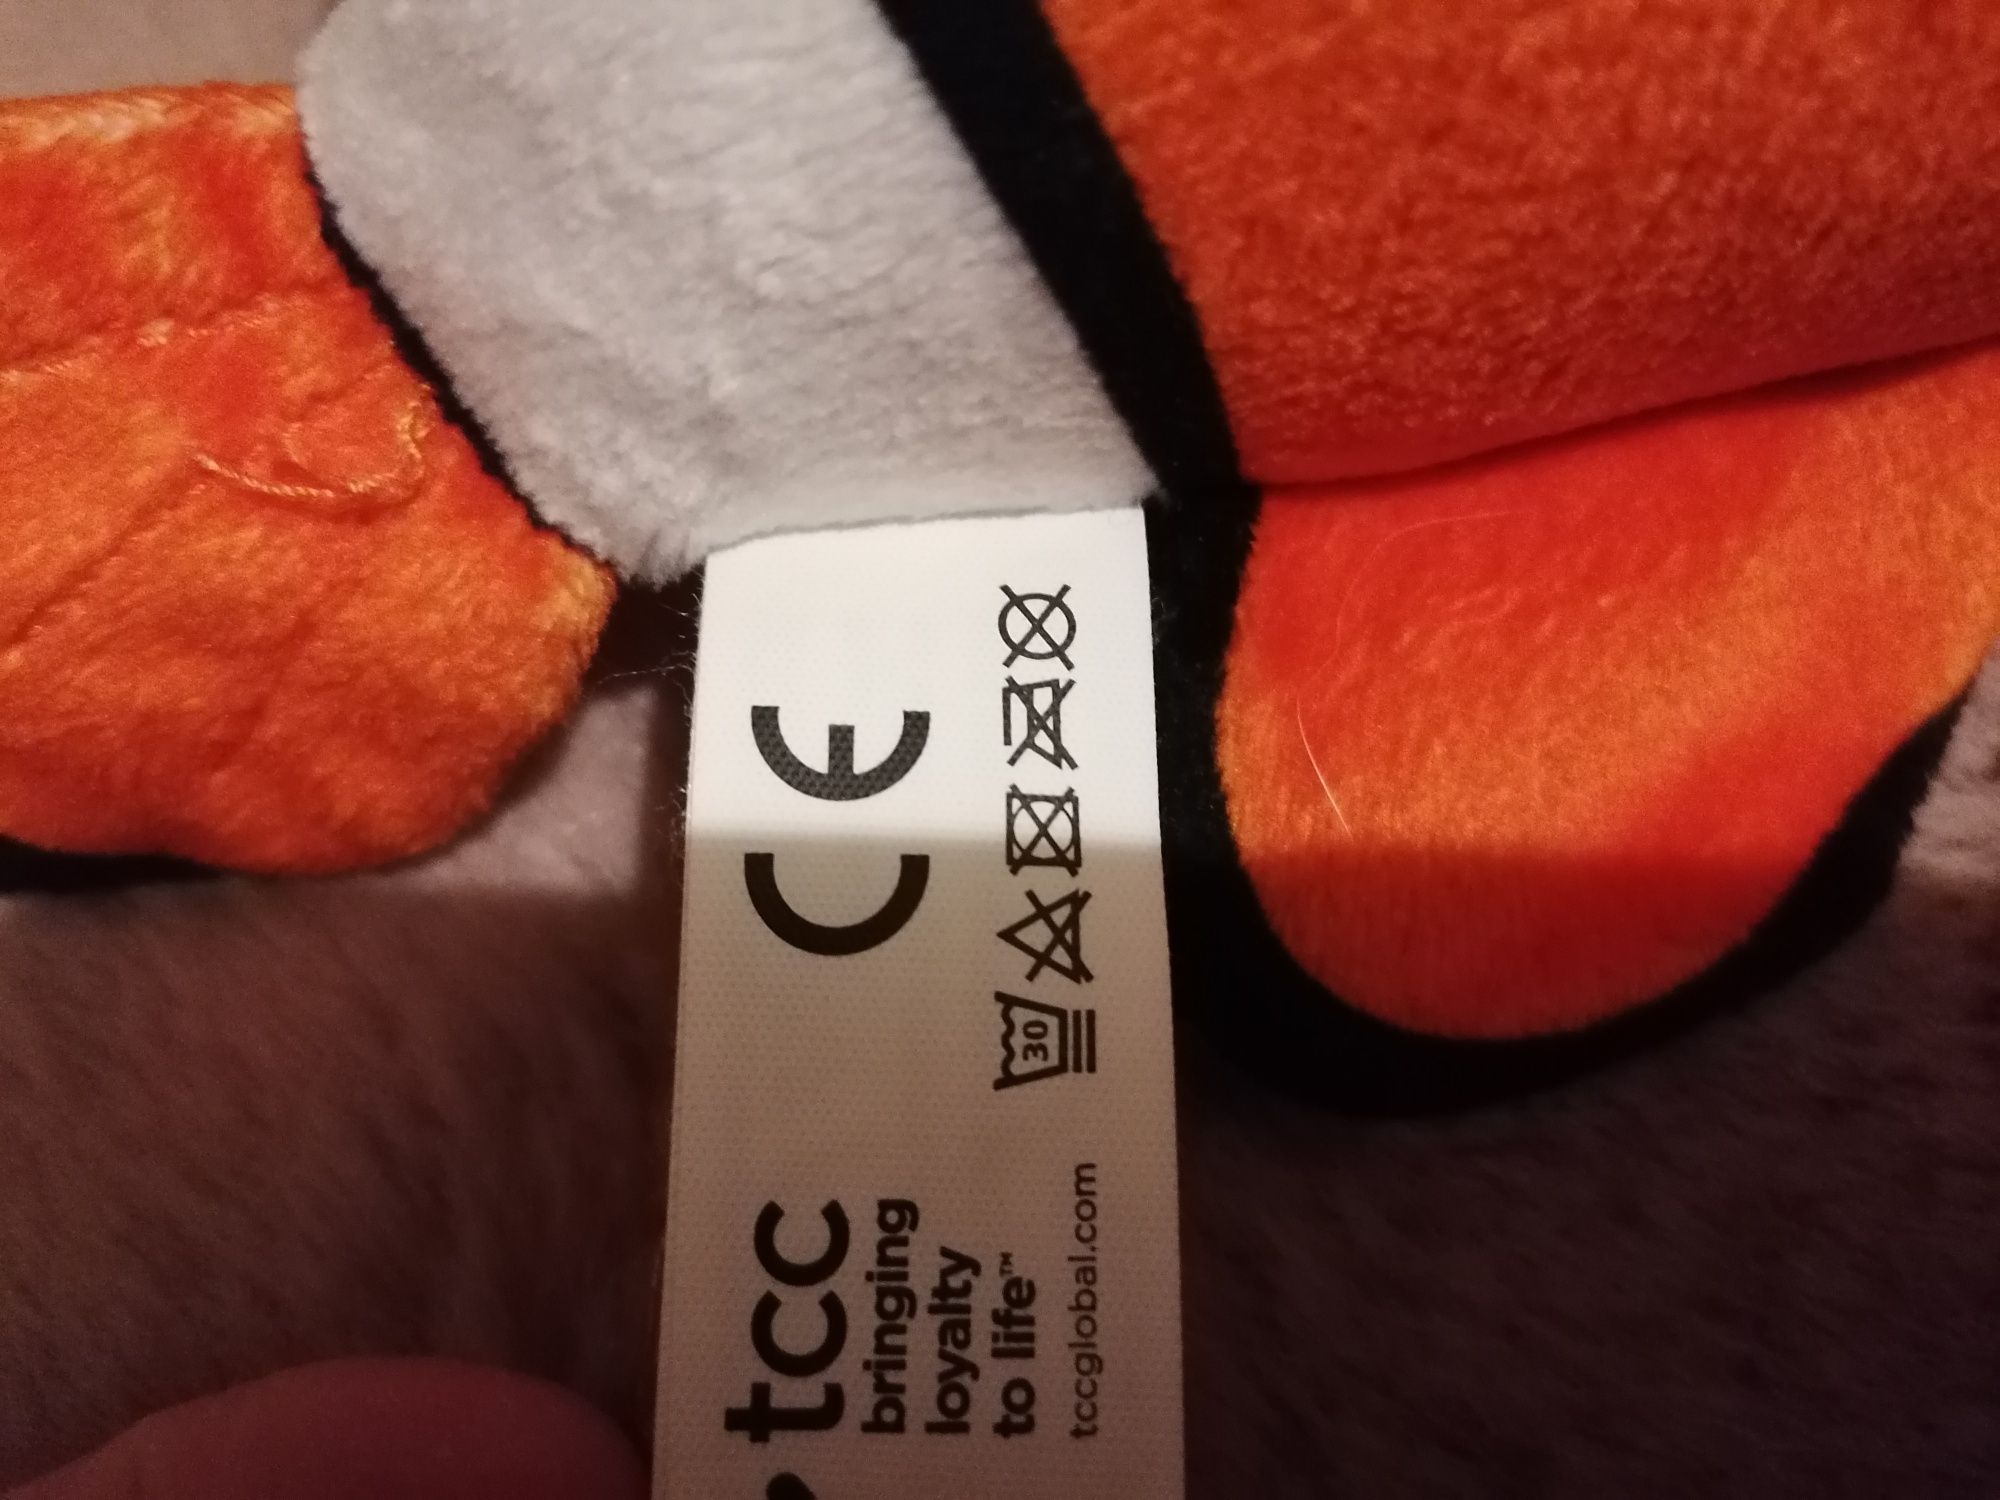 tcc
bringing
loyalty
to life™
tccglobal.com
CE
30